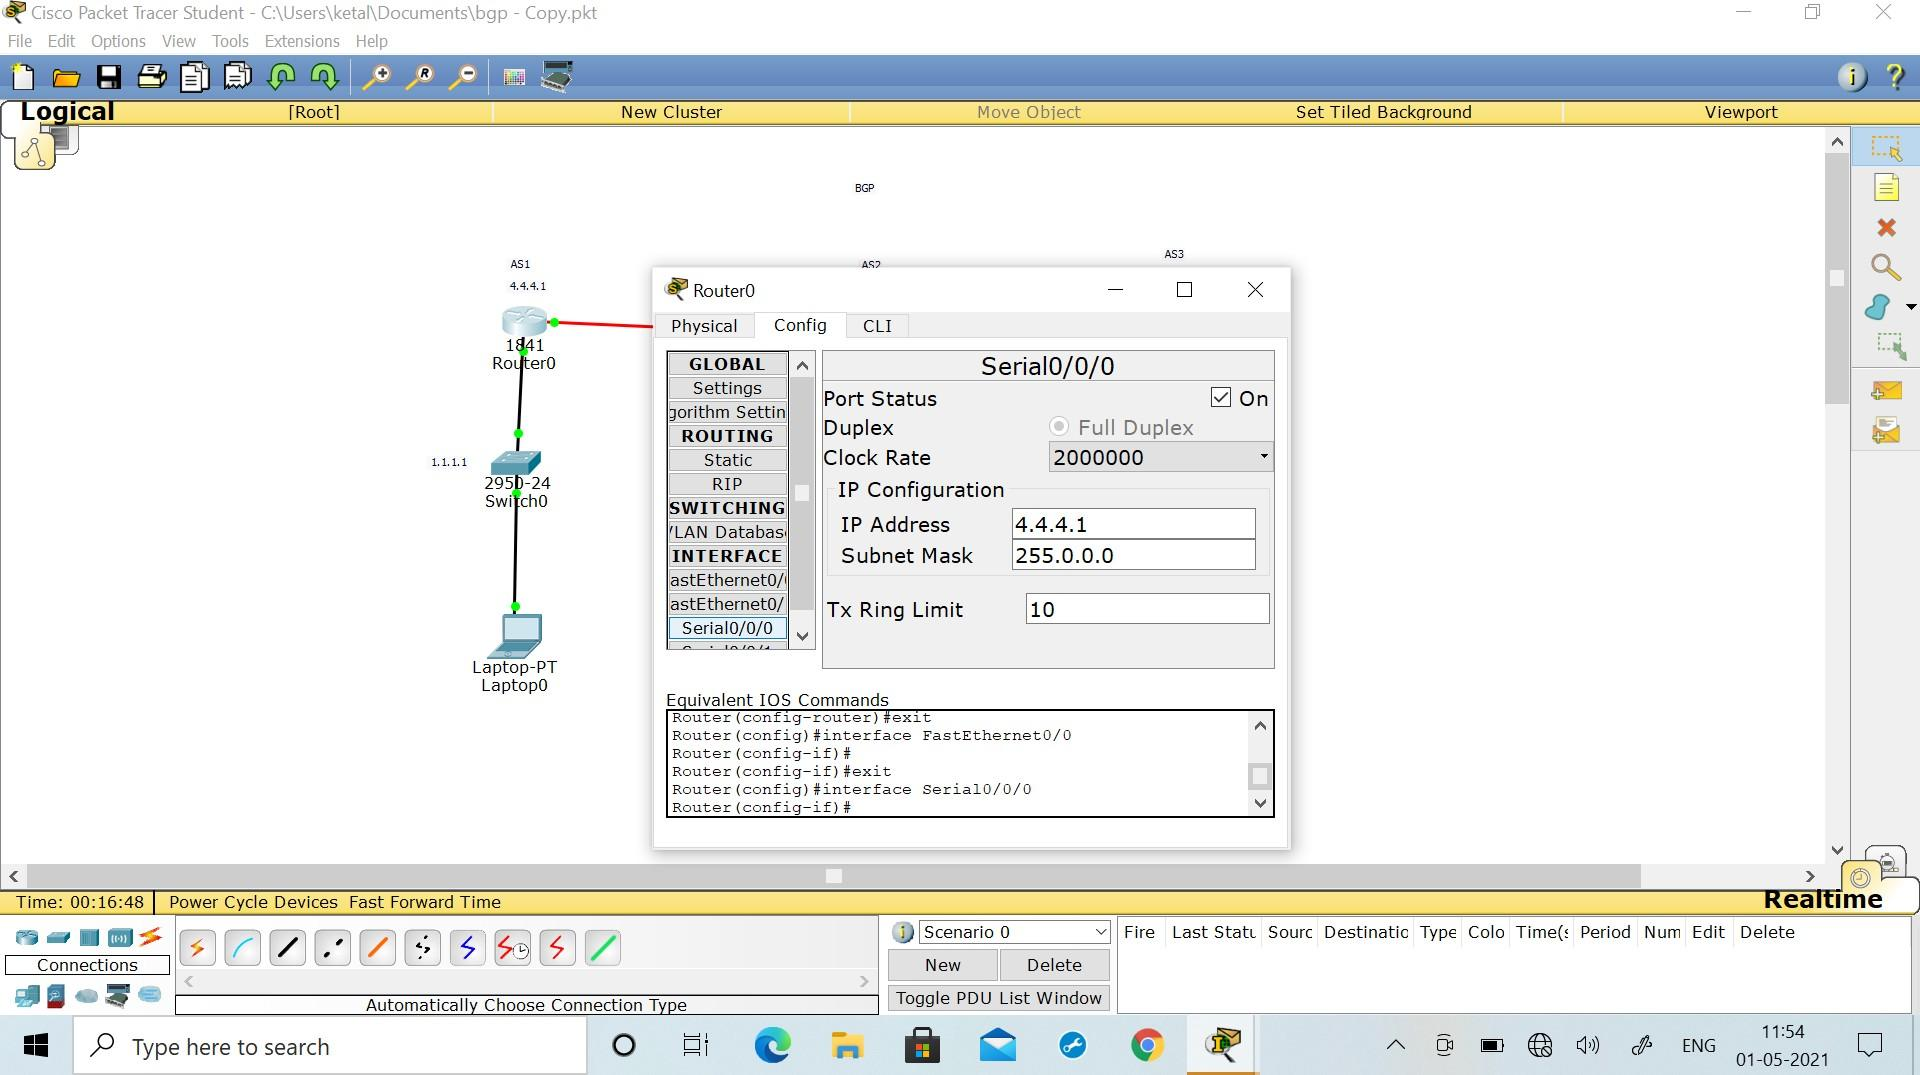 Cisco Packet Tracer Student - C:\Users\ketal\Documents\bgp - Copy.pkt
File Edit Options View Tools Extensions Help
Logical [Root] New Cluster Move Object Set Tiled Background Viewport
BGP
AS1
AS2
AS3
4.4.4.1
1841
Router0
1.1.1.1
2950-24
Switch0
Laptop-PT
Laptop0
Router0
Physical Config CLI
GLOBAL
Settings
gorithm Settin
ROUTING
Static
RIP
SWITCHING
VLAN Databas
INTERFACE
astEthernet0/
astEthernet0/
Serial0/0/0
Serial0/0/1
Serial0/0/0
Port Status On
Duplex Full Duplex
Clock Rate 2000000
IP Configuration
IP Address 4.4.4.1
Subnet Mask 255.0.0.0
Tx Ring Limit 10
Equivalent IOS Commands
Router(config-router)#exit
Router(config)#interface FastEthernet0/0
Router(config-if)#
Router(config-if)#exit
Router(config)#interface Serial0/0/0
Router(config-if)#
Time: 00:16:48 Power Cycle Devices Fast Forward Time Realtime
Connections
Automatically Choose Connection Type
Scenario 0
New Delete
Toggle PDU List Window
Fire Last Statu Sourc Destinatio Type Colo Time(s Period Num Edit Delete
Type here to search
ENG
11:54
01-05-2021